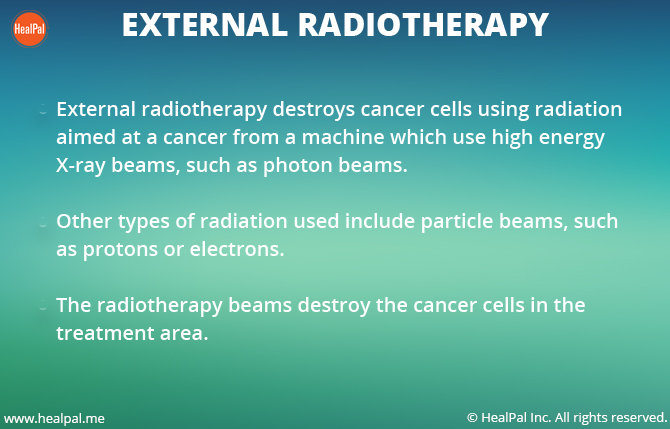 HealPal
EXTERNAL RADIOTHERAPY
External radiotherapy destroys cancer cells using radiation
aimed at a cancer from a machine which use high energy
X-ray beams, such as photon beams.
Other types of radiation used include particle beams, such
as protons or electrons.
The radiotherapy beams destroy the cancer cells in the
treatment area.
www.healpal.me
© HealPal Inc. All rights reserved.